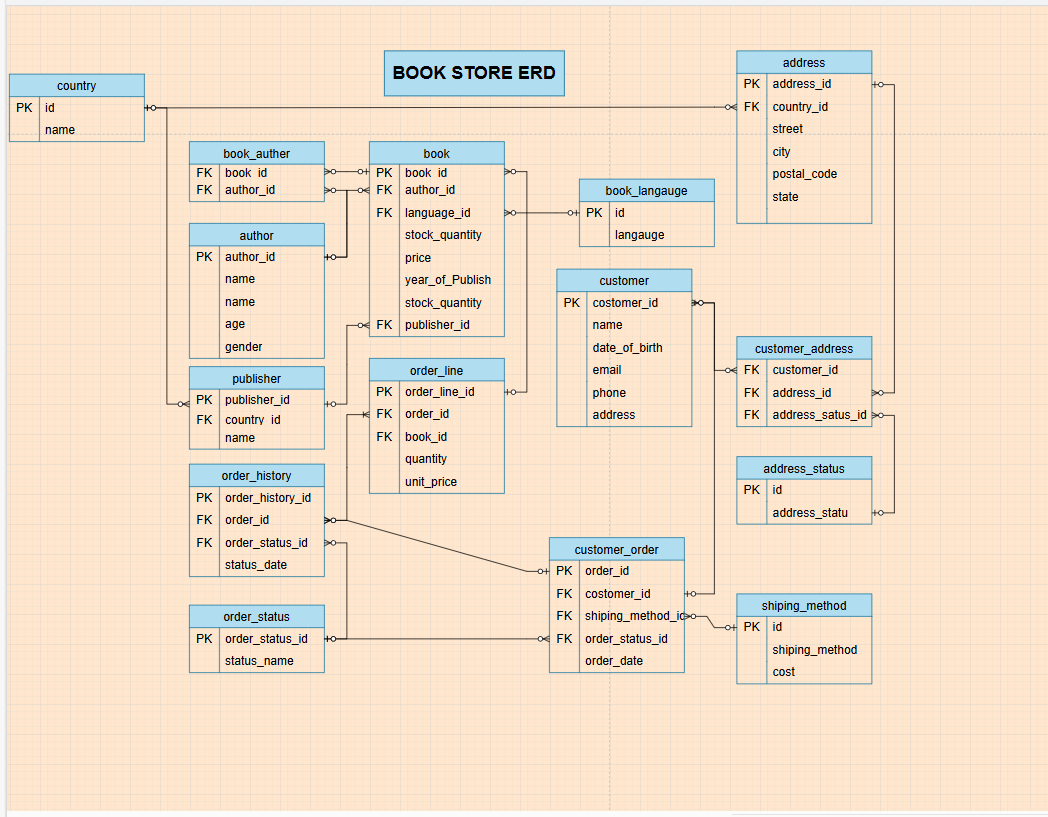 BOOK STORE ERD
country
PK id
name
address
PK address_id
FK country_id
street
city
postal_code
state
book_auther
FK book_id
FK author_id
book
PK book_id
FK author_id
FK language_id
stock_quantity
price
year_of_Publish
stock_quantity
FK publisher_id
book_langauge
PK id
langauge
author
PK author_id
name
name
age
gender
customer
PK costomer_id
name
date_of_birth
email
phone
address
customer_address
FK customer_id
FK address_id
FK address_satus_id
publisher
PK publisher_id
FK country_id
name
order_line
PK order_line_id
FK order_id
FK book_id
quantity
unit_price
address_status
PK id
address_statu
order_history
PK order_history_id
FK order_id
FK order_status_id
status_date
customer_order
PK order_id
FK costomer_id
FK shiping_method_id
FK order_status_id
order_date
shiping_method
PK id
shiping_method
cost
order_status
PK order_status_id
status_name